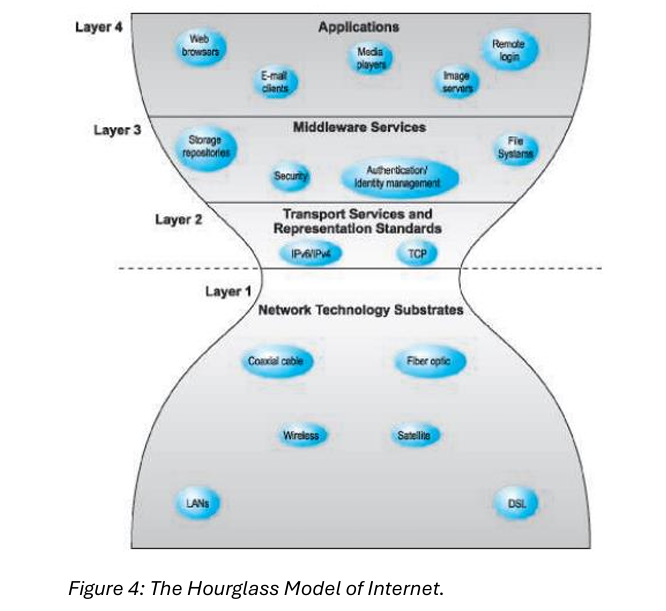 Layer 4
Applications
Web
browsers
E-mail
clients
Media
players
Image
servers
Remote
login
Layer 3
Middleware Services
Storage
repositories
Security
Authentication/
Identity management
File
Systems
Layer 2
Transport Services and
Representation Standards
IPv6/IPv4
TCP
Layer 1
Network Technology Substrates
Coaxial cable
Fiber optic
Wireless
Satellite
LANs
DSL
Figure 4: The Hourglass Model of Internet.